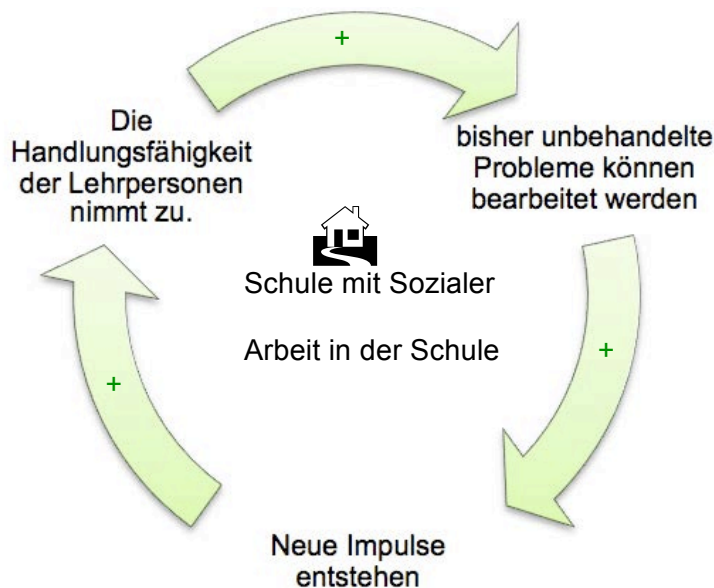 +
Die
Handlungsfähigkeit
der Lehrpersonen
nimmt zu.
bisher unbehandelte
Probleme können
bearbeitet werden
Schule mit Sozialer
Arbeit in der Schule
+
+
Neue Impulse
entstehen